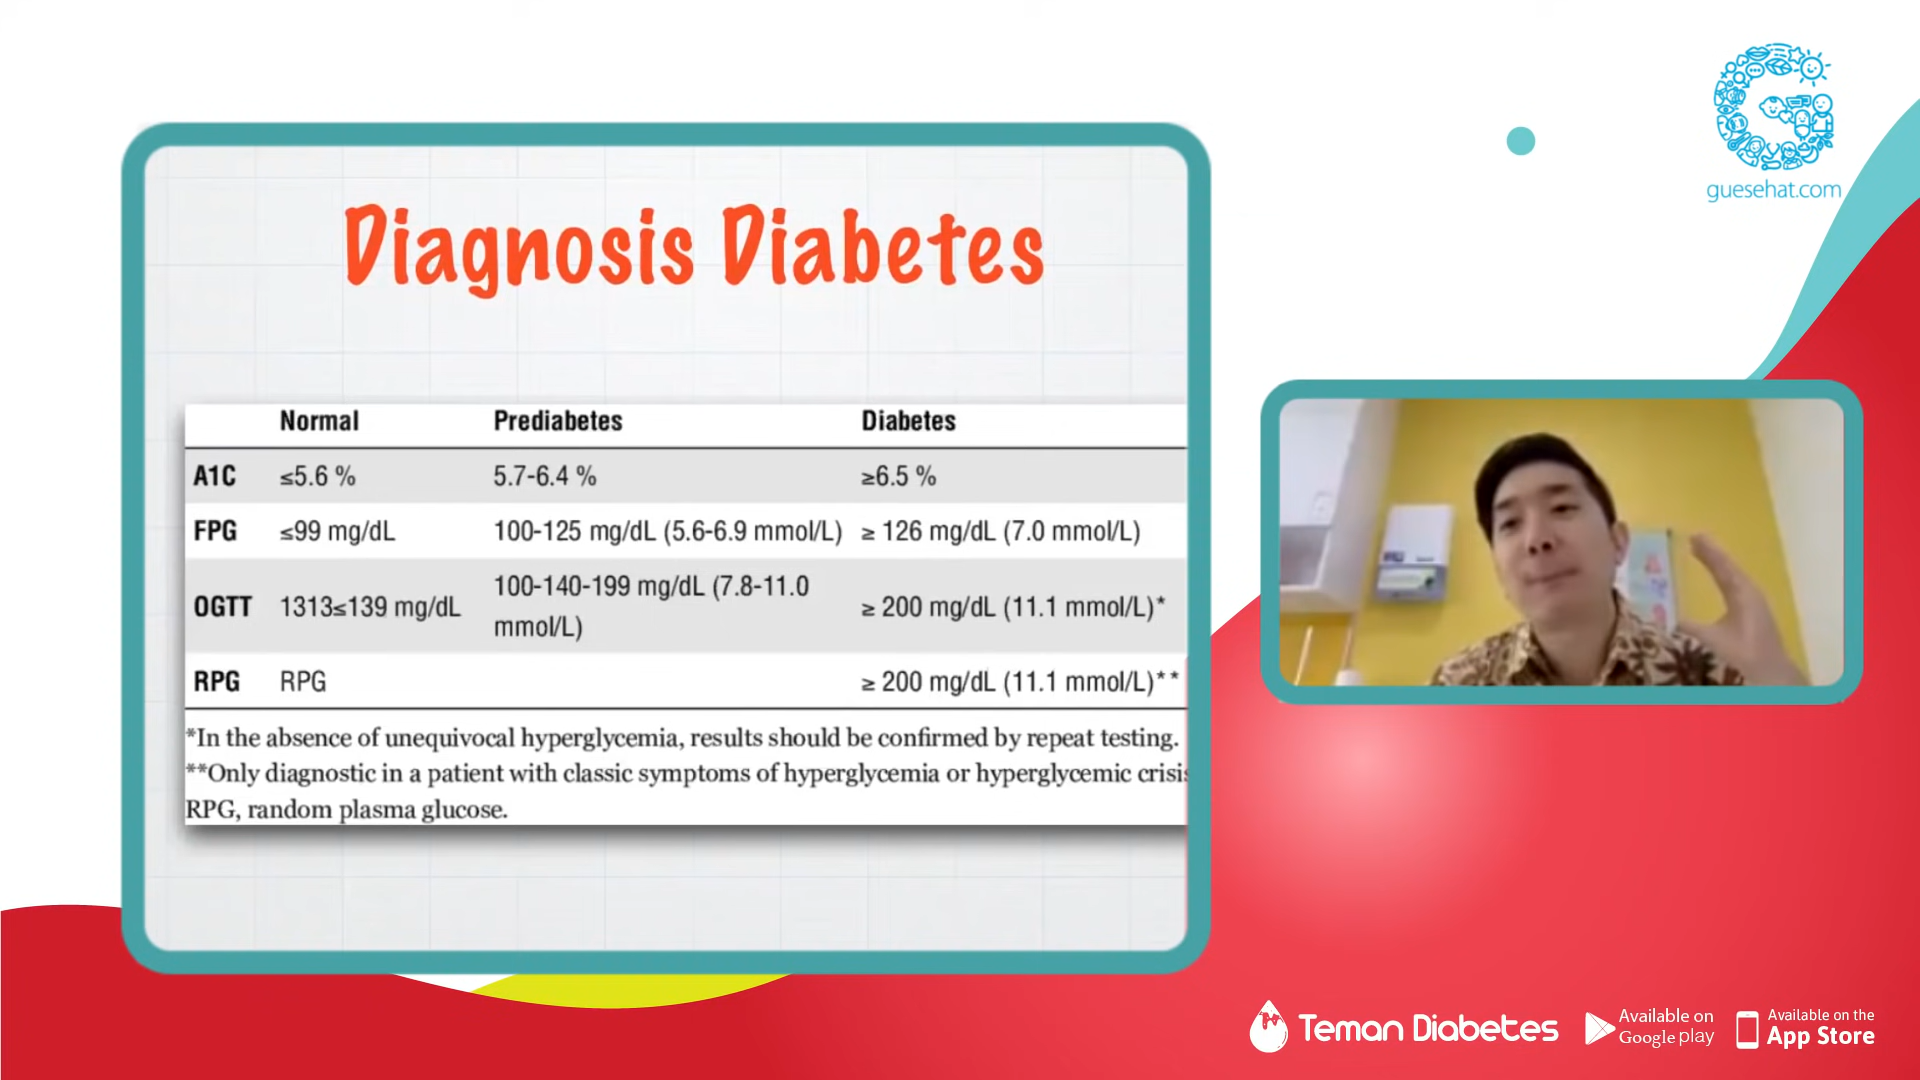 guesehat.com
Diagnosis Diabetes
Normal Prediabetes Diabetes
A1C ≤5.6 % 5.7-6.4 % ≥6.5 %
FPG ≤99 mg/dL 100-125 mg/dL (5.6-6.9 mmol/L) ≥ 126 mg/dL (7.0 mmol/L)
OGTT 1313≤139 mg/dL 100-140-199 mg/dL (7.8-11.0 mmol/L) ≥ 200 mg/dL (11.1 mmol/L)*
RPG RPG ≥ 200 mg/dL (11.1 mmol/L)**
*In the absence of unequivocal hyperglycemia, results should be confirmed by repeat testing.
**Only diagnostic in a patient with classic symptoms of hyperglycemia or hyperglycemic crisis
RPG, random plasma glucose.
Teman Diabetes
Available on
Google play
Available on the
App Store